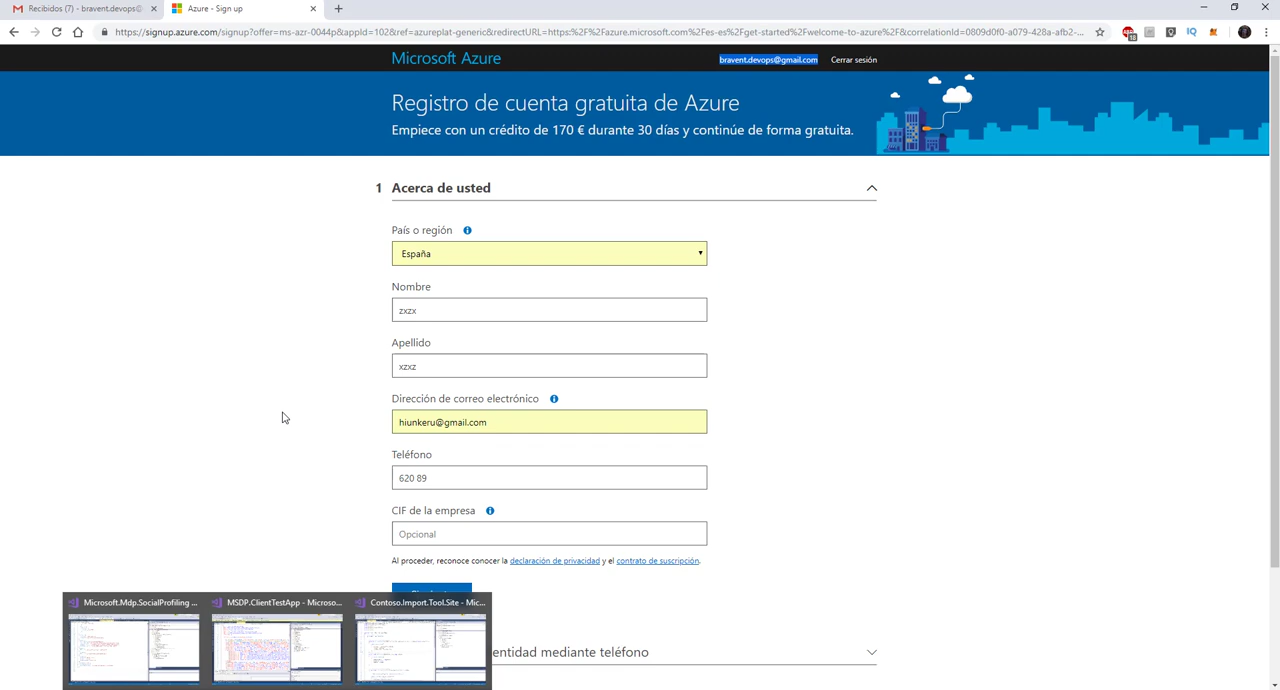 Recibidos (7) - bravent.devops@
Azure - Sign up
https://signup.azure.com/signup?offer=ms-azr-0044p&appId=102&ref=azureplat-generic&redirectURL=https:%2F%2Fazure.microsoft.com%2Fes-es%2Fget-started%2Fwelcome-to-azure%2F&correlationId=0809d0f0-a079-428a-afb2-...
18
IQ
Microsoft Azure
bravent.devops@gmail.com
Cerrar sesión
Registro de cuenta gratuita de Azure
Empiece con un crédito de 170 € durante 30 días y continúe de forma gratuita.
1 Acerca de usted
País o región
España
Nombre
zxzx
Apellido
xzxz
Dirección de correo electrónico
hiunkeru@gmail.com
Teléfono
620 89
CIF de la empresa
Opcional
Al proceder, reconoce conocer la declaración de privacidad y el contrato de suscripción.
Microsoft.Mdp.SocialProfiling ...
MSDP.ClientTestApp - Microso...
Contoso.Import.Tool.Site - Mic...
entidad mediante teléfono